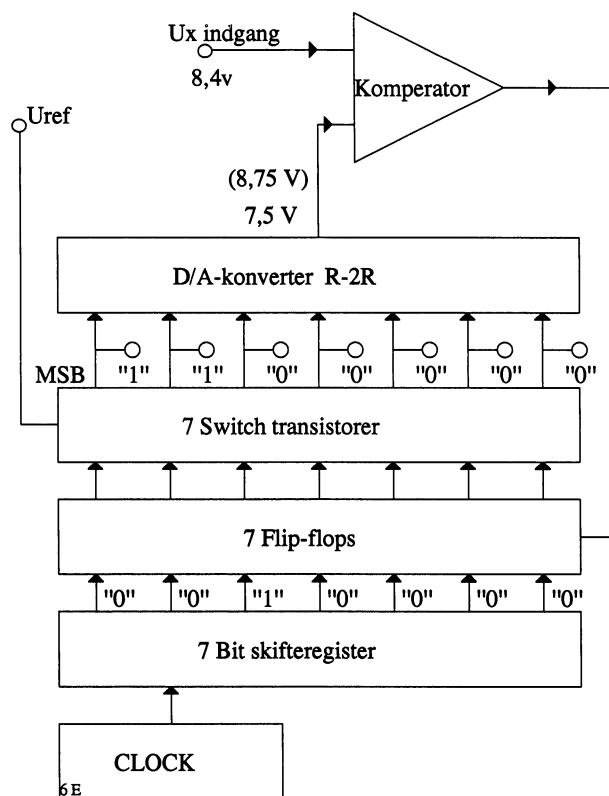 Ux indgang
8,4v
Uref
Komperator
(8,75 V)
7,5 V
D/A-konverter R-2R
MSB "1" "1" "0" "0" "0" "0" "0"
7 Switch transistorer
7 Flip-flops
"0" "0" "1" "0" "0" "0" "0"
7 Bit skifteregister
CLOCK
6E